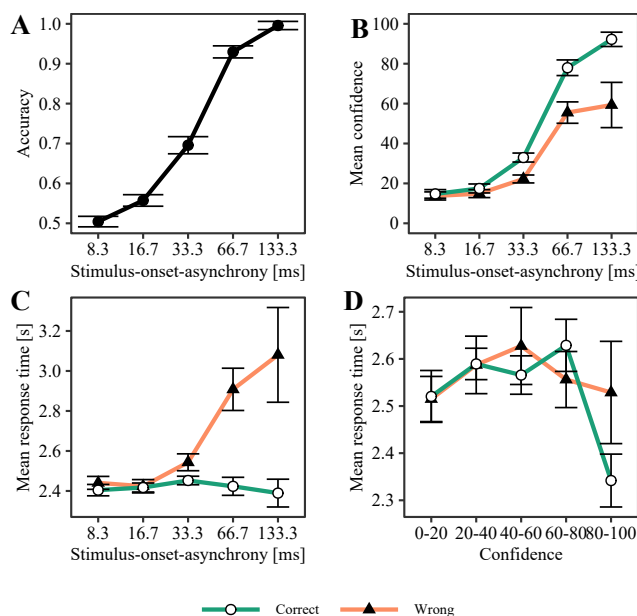 A
Accuracy
1.0
0.9
0.8
0.7
0.6
0.5
8.3 16.7 33.3 66.7 133.3
Stimulus-onset-asynchrony [ms]
B
Mean confidence
100
80
60
40
20
0
8.3 16.7 33.3 66.7 133.3
Stimulus-onset-asynchrony [ms]
C
Mean response time [s]
3.2
3.0
2.8
2.6
2.4
8.3 16.7 33.3 66.7 133.3
Stimulus-onset-asynchrony [ms]
D
Mean response time [s]
2.7
2.6
2.5
2.4
2.3
0-20 20-40 40-60 60-80 80-100
Confidence
Correct Wrong